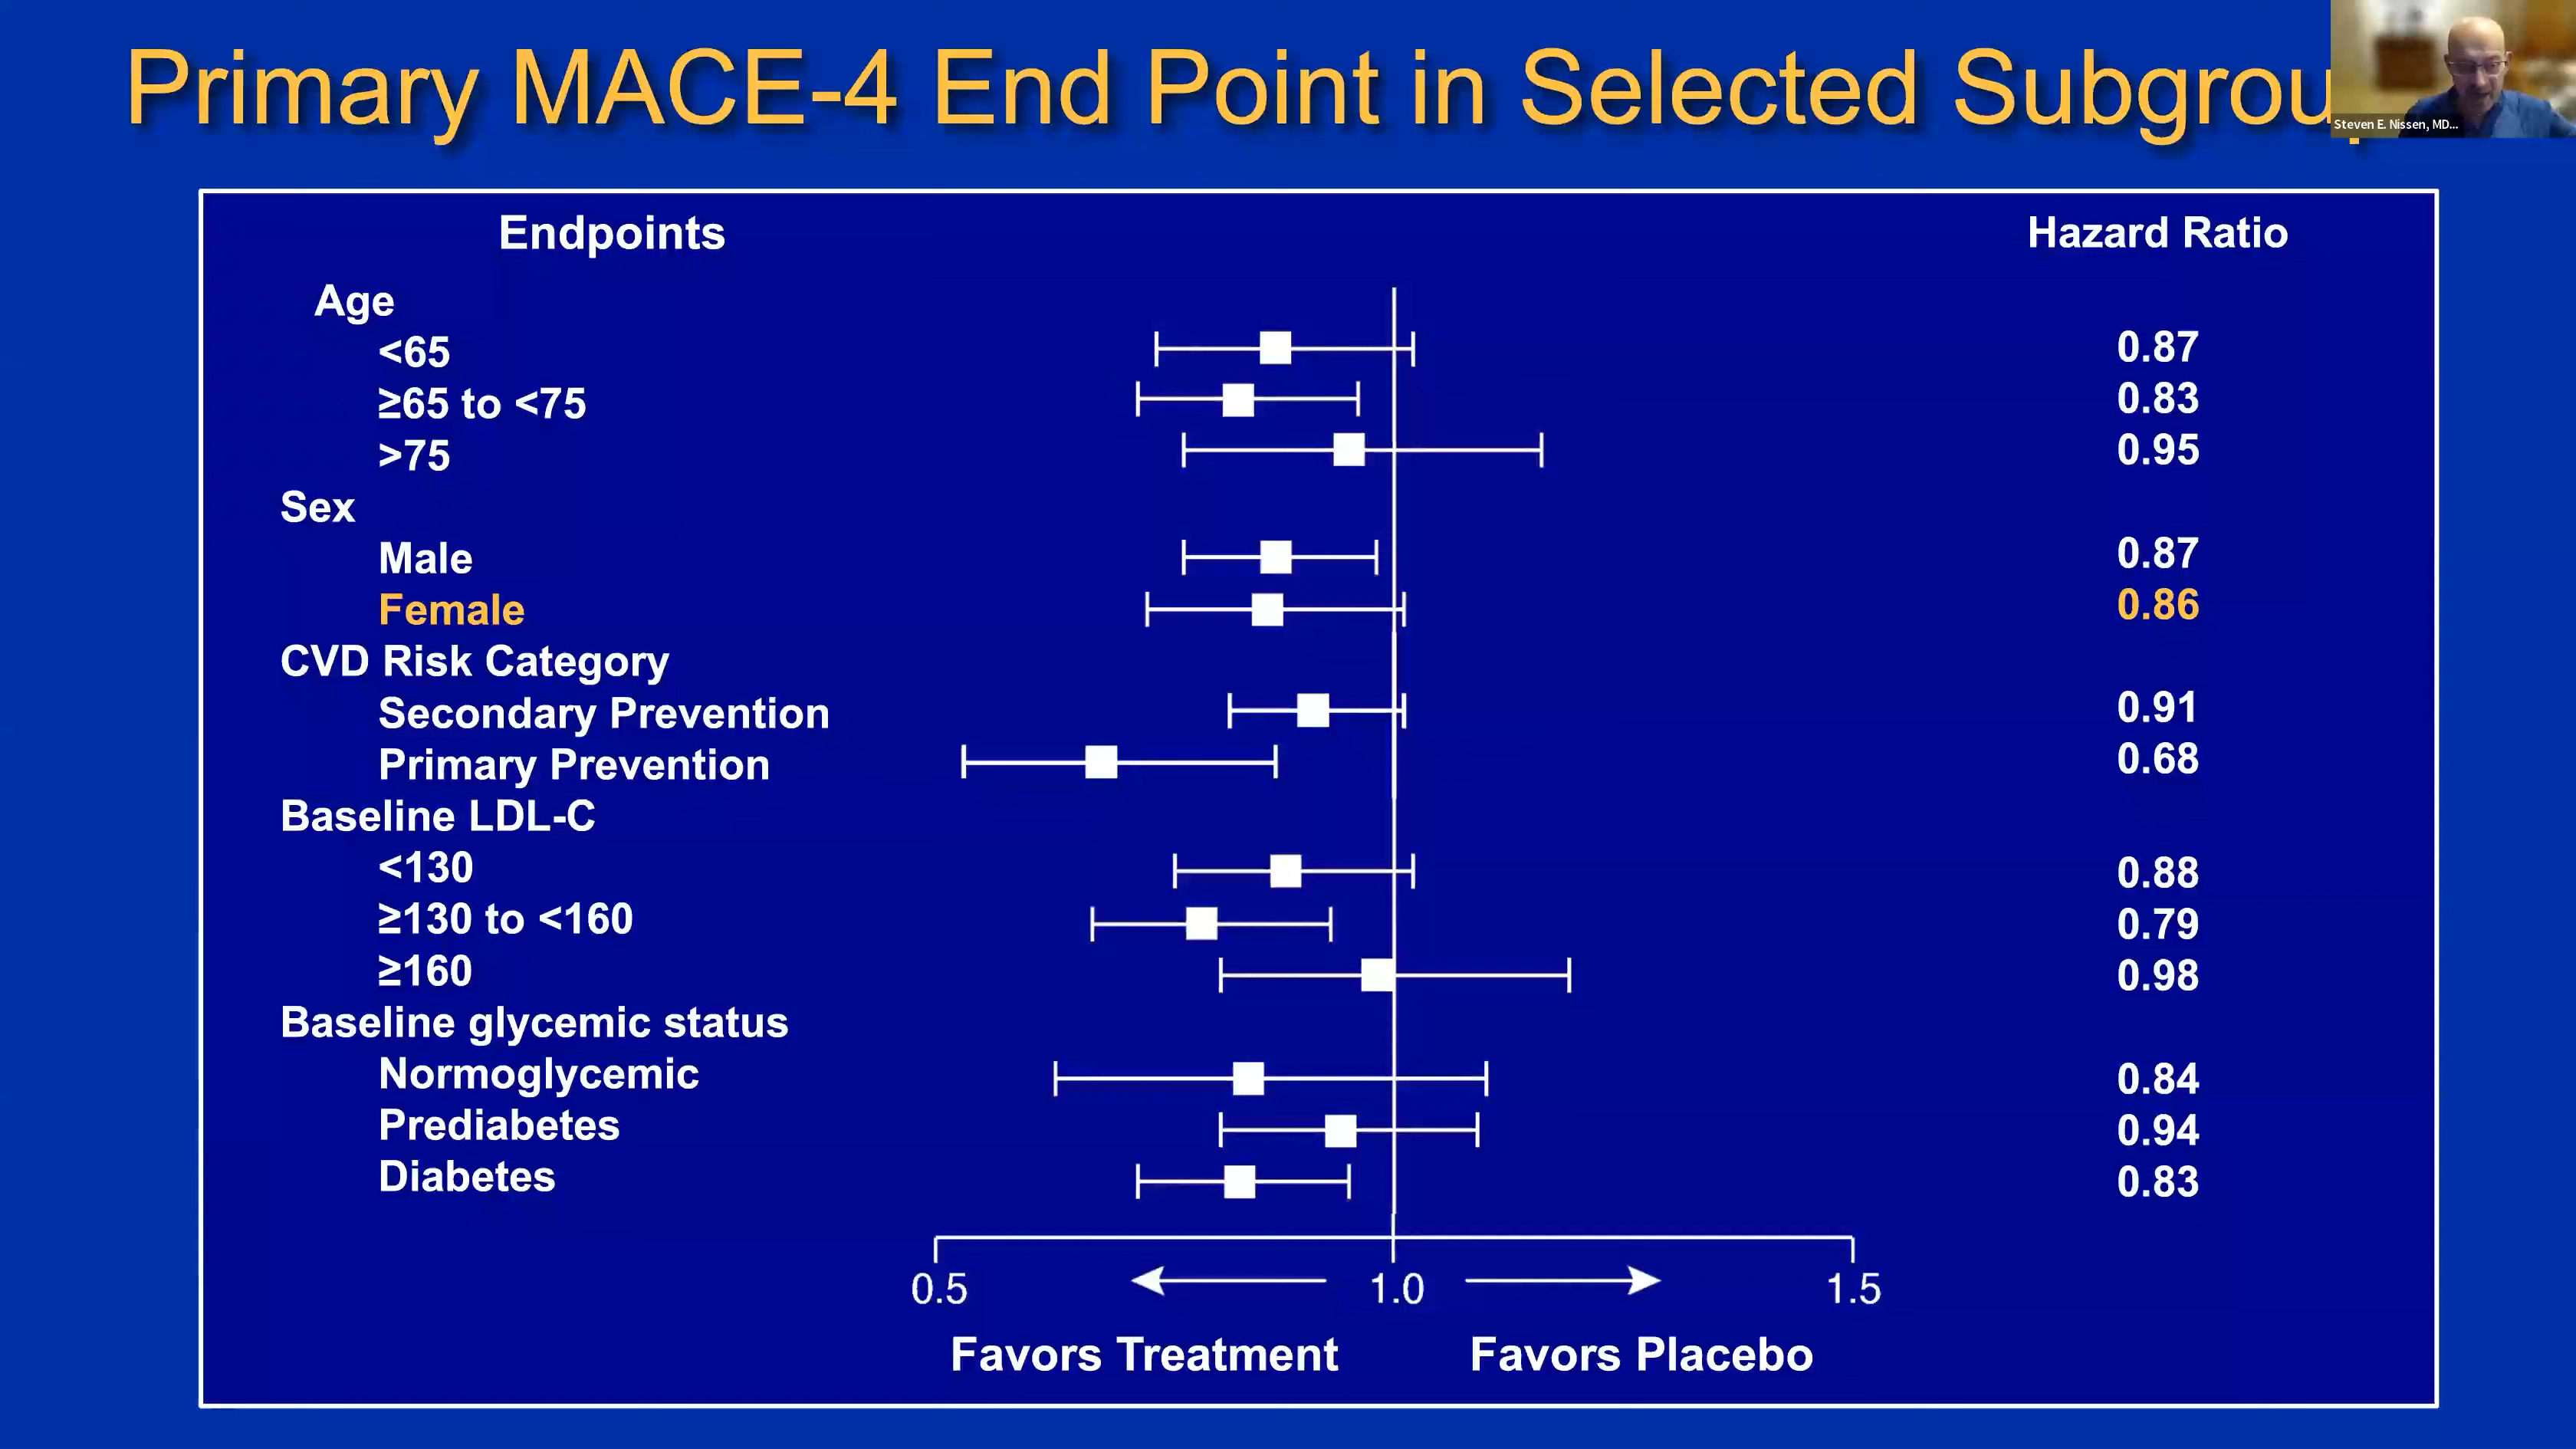 Primary MACE-4 End Point in Selected
Steven E. Nissen, MD...
Endpoints Hazard Ratio
Age
<65 0.87
≥65 to <75 0.83
>75 0.95
Sex
Male 0.87
Female 0.86
CVD Risk Category
Secondary Prevention 0.91
Primary Prevention 0.68
Baseline LDL-C
<130 0.88
≥130 to <160 0.79
≥160 0.98
Baseline glycemic status
Normoglycemic 0.84
Prediabetes 0.94
Diabetes 0.83
0.5 1.0 1.5
Favors Treatment Favors Placebo